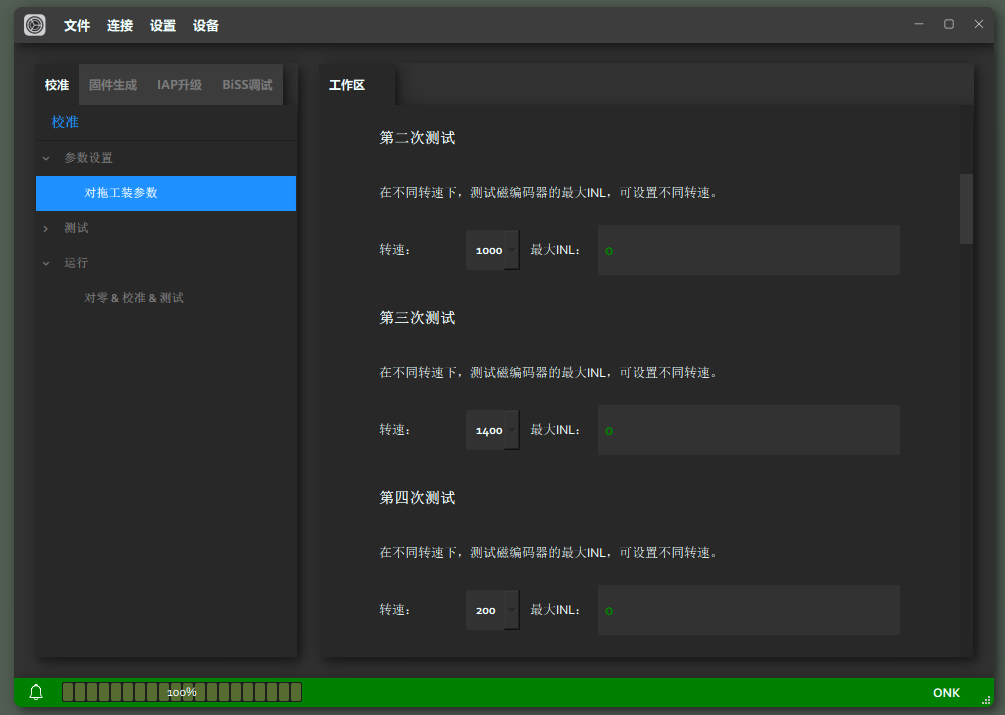 文件 连接 设置 设备
校准 固件生成 IAP升级 BiSS调试
工作区
校准
参数设置
对拖工装参数
测试
运行
对零 & 校准 & 测试
第二次测试
在不同转速下，测试磁编码器的最大INL，可设置不同转速。
转速： 1000 最大INL： 0
第三次测试
在不同转速下，测试磁编码器的最大INL，可设置不同转速。
转速： 1400 最大INL： 0
第四次测试
在不同转速下，测试磁编码器的最大INL，可设置不同转速。
转速： 200 最大INL： 0
100% ONK